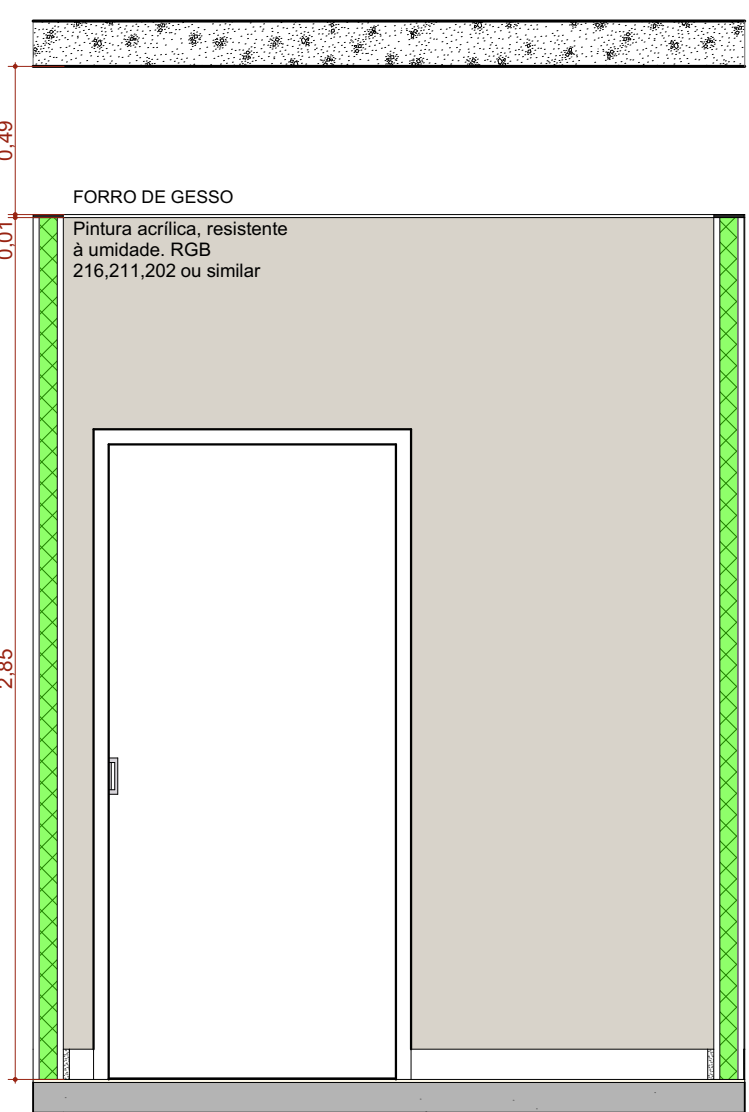 0,49
FORRO DE GESSO
0,01
Pintura acrílica, resistente
à umidade. RGB
216,211,202 ou similar
2,85